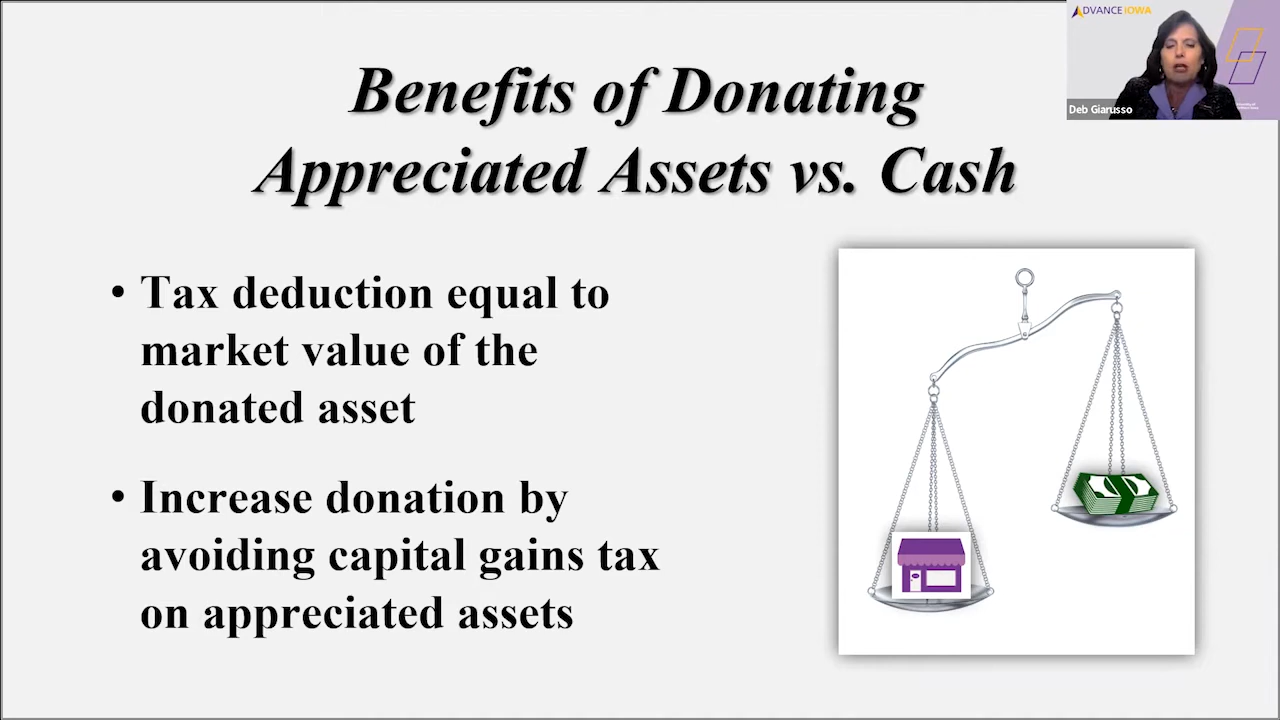 ADVANCE IOWA
Deb Giarusso
Benefits of Donating
Appreciated Assets vs. Cash
• Tax deduction equal to
market value of the
donated asset
• Increase donation by
avoiding capital gains tax
on appreciated assets